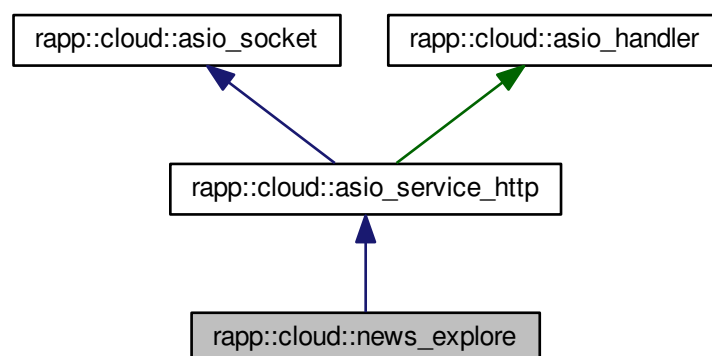 rapp::cloud::asio_socket
rapp::cloud::asio_handler
rapp::cloud::asio_service_http
rapp::cloud::news_explore